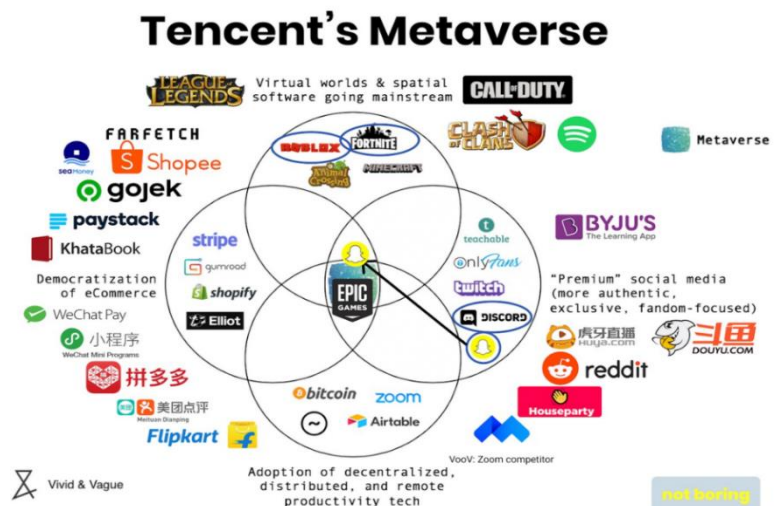 Tencent's Metaverse
LEAGUE
LEGENDS
Virtual worlds & spatial
software going mainstream
CALL OF DUTY.
FARFETCH
seaMoney
Shopee
gojek
paystack
KhataBook
ROBLOX
FORTNITE
Animal
Crossing
MINECRAFT
CLASH
OF CLANS
Metaverse
stripe
gumroad
shopify
Elliot
EPIC
GAMES
teachable
OnlyFans
twitch
DISCORD
B BYJU'S
The Learning App
Democratization
of eCommerce
WeChat Pay
小程序
WeChat Mini Programs
拼多多
美团点评
Meituan Dianping
Flipkart
"Premium" social media
(more authentic,
exclusive, fandom-focused)
虎牙直播
Huya.com
斗鱼
DOUYU.COM
reddit
Houseparty
bitcoin
zoom
Airtable
VooV: Zoom competitor
Adoption of decentralized,
distributed, and remote
productivity tech
Vivid & Vague
not boring